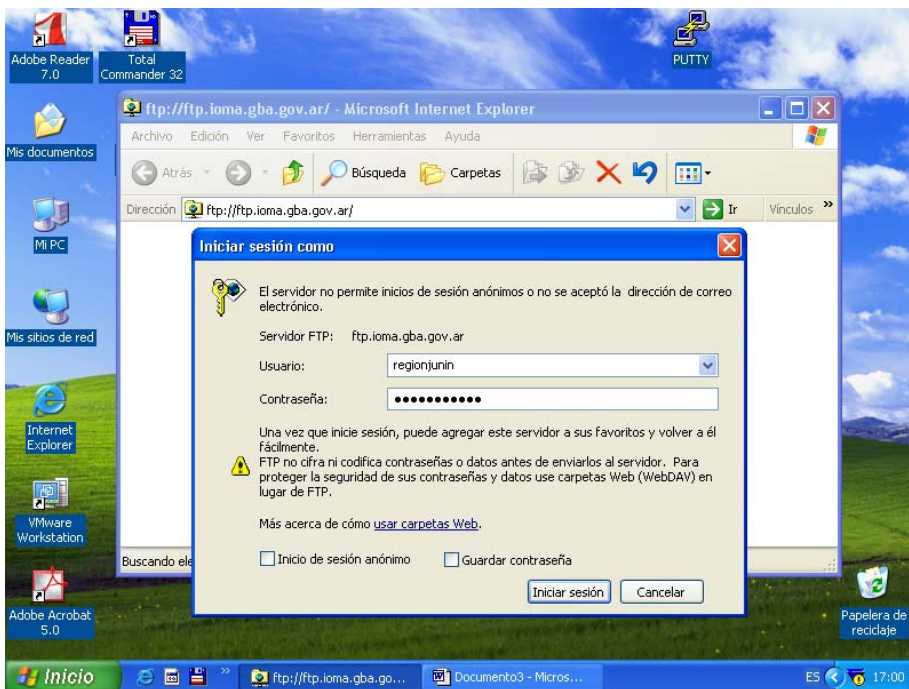 Adobe Reader
7.0
Total
Commander 32
PUTTY
Mis documentos
Mi PC
Mis sitios de red
Internet
Explorer
VMware
Workstation
Adobe Acrobat
5.0
Papelera de
reciclaje
ftp://ftp.ioma.gba.gov.ar/ - Microsoft Internet Explorer
Archivo Edición Ver Favoritos Herramientas Ayuda
Atrás Búsqueda Carpetas
Dirección ftp://ftp.ioma.gba.gov.ar/ Ir Vínculos »
Iniciar sesión como
El servidor no permite inicios de sesión anónimos o no se aceptó la dirección de correo
electrónico.
Servidor FTP: ftp.ioma.gba.gov.ar
Usuario: regionjunin
Contraseña: ●●●●●●●●●●●
Una vez que inicie sesión, puede agregar este servidor a sus favoritos y volver a él
fácilmente.
FTP no cifra ni codifica contraseñas o datos antes de enviarlos al servidor. Para
proteger la seguridad de sus contraseñas y datos use carpetas Web (WebDAV) en
lugar de FTP.
Más acerca de cómo usar carpetas Web.
Inicio de sesión anónimo Guardar contraseña
Iniciar sesión Cancelar
Buscando ele
Inicio » ftp://ftp.ioma.gba.go... Documento3 - Micros... ES 17:00